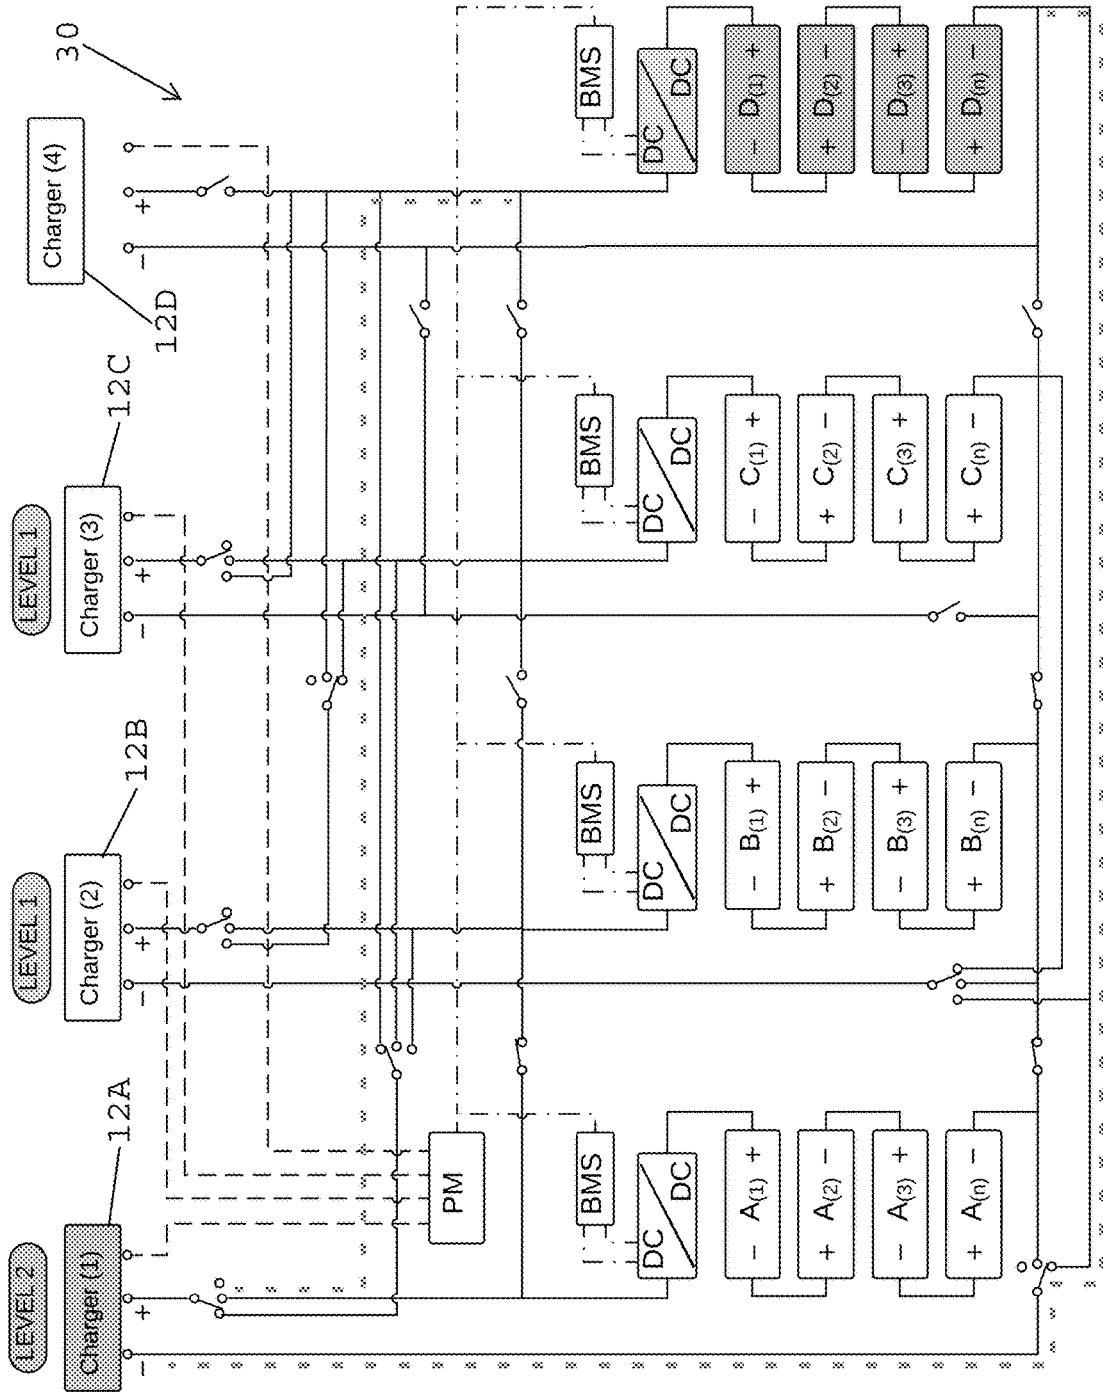 LEVEL 2
LEVEL 1
LEVEL 1
30
Charger (1)
Charger (2)
Charger (3)
Charger (4)
12A
12B
12C
12D
− +
− +
− +
− +
PM
BMS
BMS
BMS
BMS
DC
DC
DC
DC
DC
DC
DC
DC
− A(1) +
− B(1) +
− C(1) +
− D(1) +
+ A(2) −
+ B(2) −
+ C(2) −
+ D(2) −
− A(3) +
− B(3) +
− C(3) +
− D(3) +
+ A(n) −
+ B(n) −
+ C(n) −
+ D(n) −